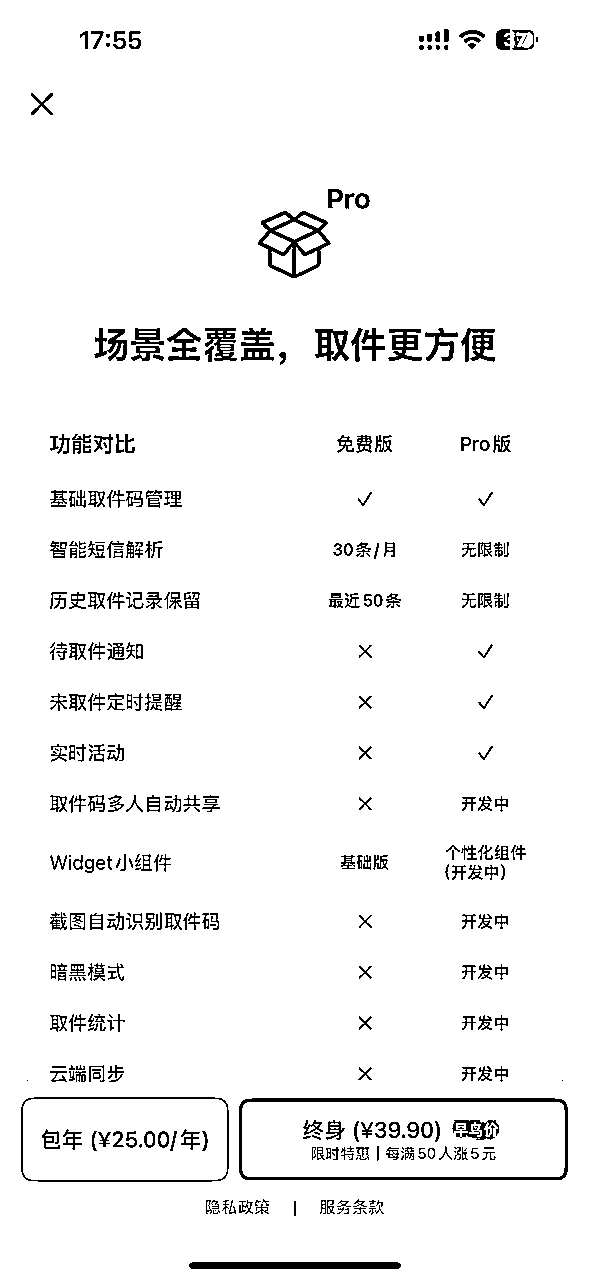 17:55
37
Pro
场景全覆盖，取件更方便
功能对比 免费版 Pro版
基础取件码管理 ✓ ✓
智能短信解析 30条/月 无限制
历史取件记录保留 最近50条 无限制
待取件通知 × ✓
未取件定时提醒 × ✓
实时活动 × ✓
取件码多人自动共享 × 开发中
Widget小组件 基础版 个性化组件
(开发中)
截图自动识别取件码 × 开发中
暗黑模式 × 开发中
取件统计 × 开发中
云端同步 × 开发中
包年 (¥25.00/年)
终身 (¥39.90) 早鸟价
限时特惠 | 每满50人涨5元
隐私政策 | 服务条款